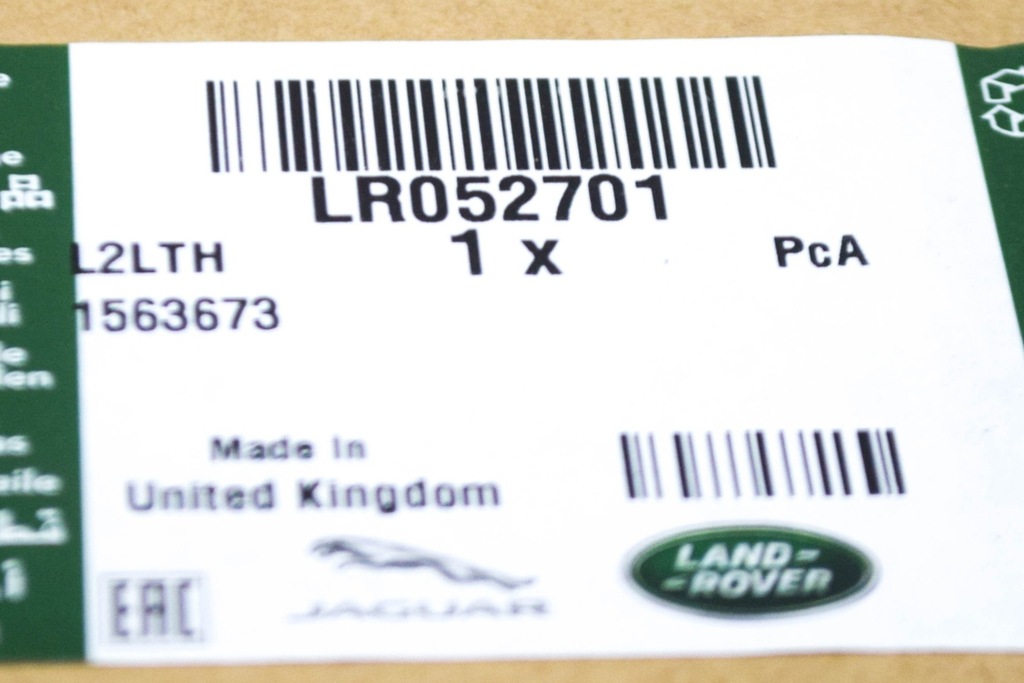 LR052701
L2LTH 1 x PcA
1563673
Made In
United Kingdom
EAC
JAGUAR
LAND-
-ROVER